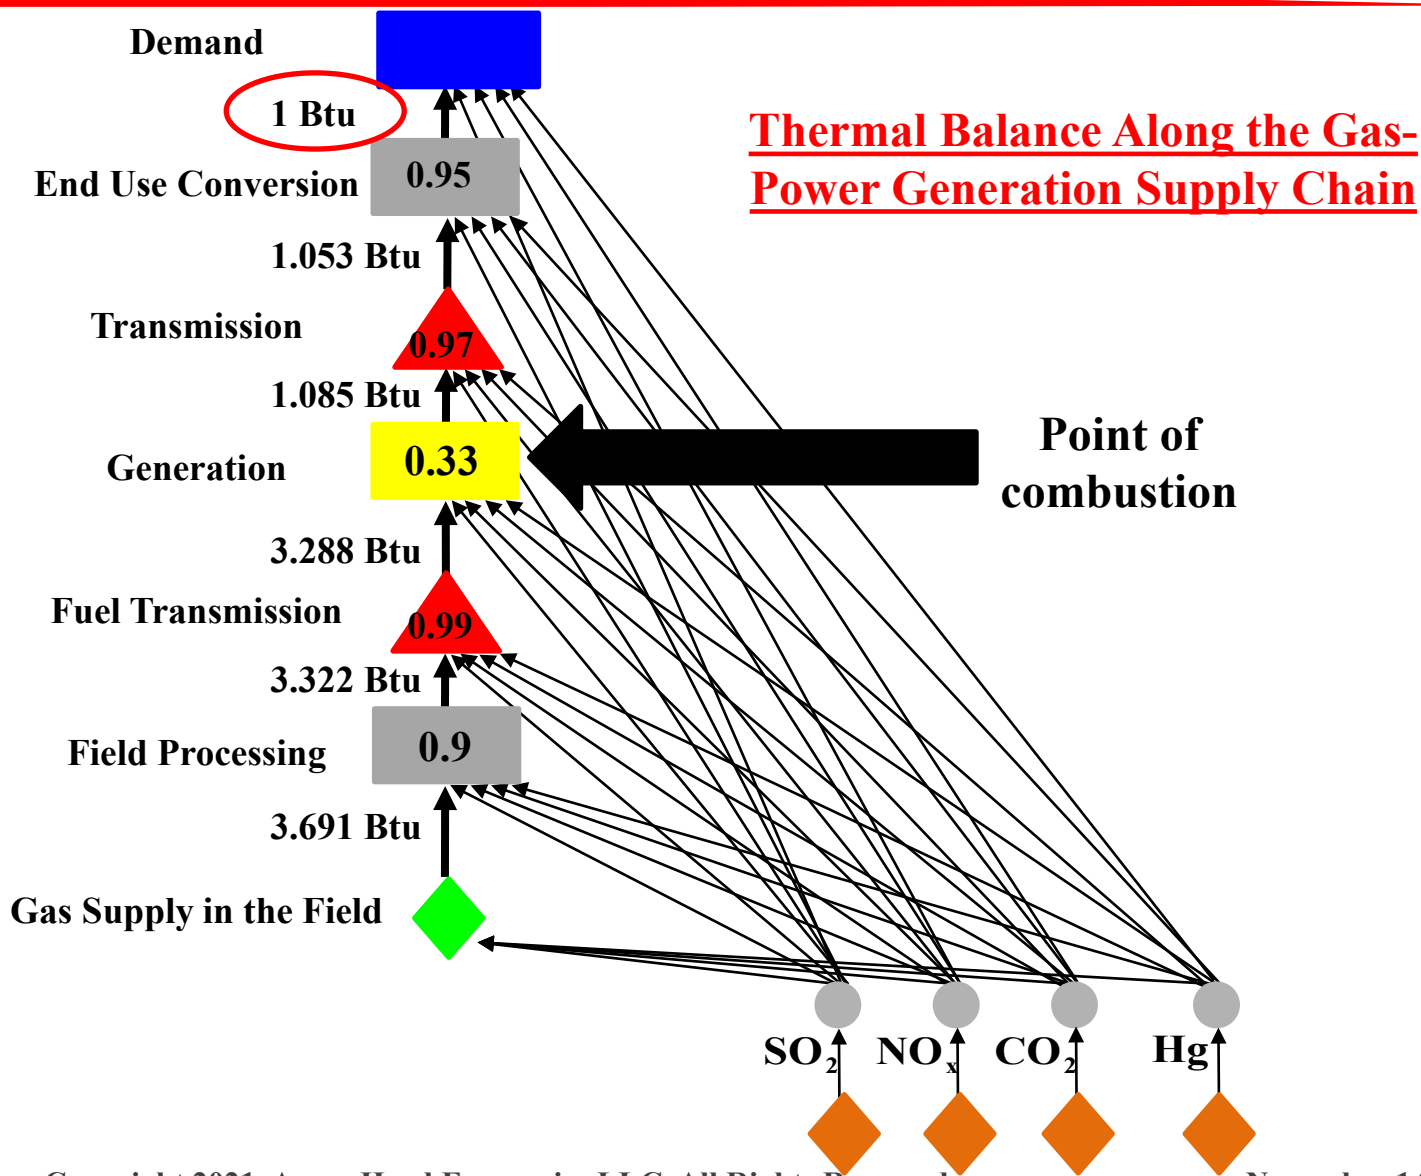 Demand
1 Btu
Thermal Balance Along the Gas-
Power Generation Supply Chain
0.95
End Use Conversion
1.053 Btu
Transmission
0.97
1.085 Btu
Point of
combustion
Generation
0.33
3.288 Btu
Fuel Transmission
0.99
3.322 Btu
Field Processing
0.9
3.691 Btu
Gas Supply in the Field
SO2 NOx CO2 Hg